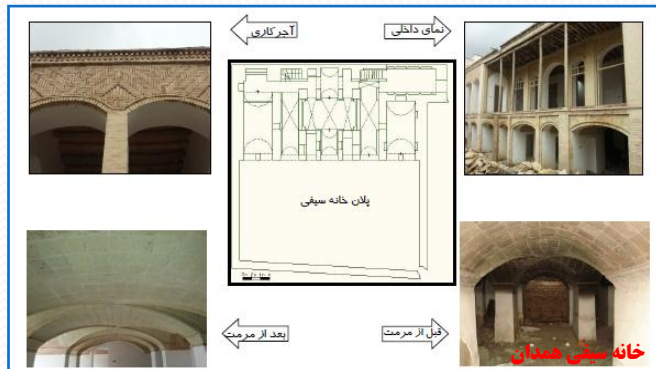 نمای داخلی
آجرکاری
پلان خانه سیفی
قبل از مرمت
بعد از مرمت
خانه سیفی همدان